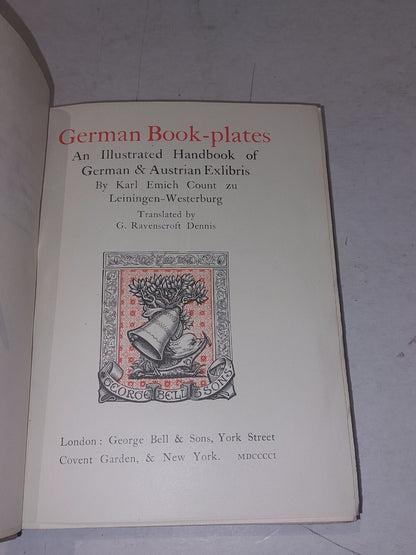 German Book-plates
An Illustrated Handbook of
German & Austrian Exlibris
By Karl Emich Count zu
Leiningen-Westerburg
Translated by
G. Ravenscroft Dennis
GEORGE BELL & SONS
London: George Bell & Sons, York Street
Covent Garden, & New York. MDCCCCI